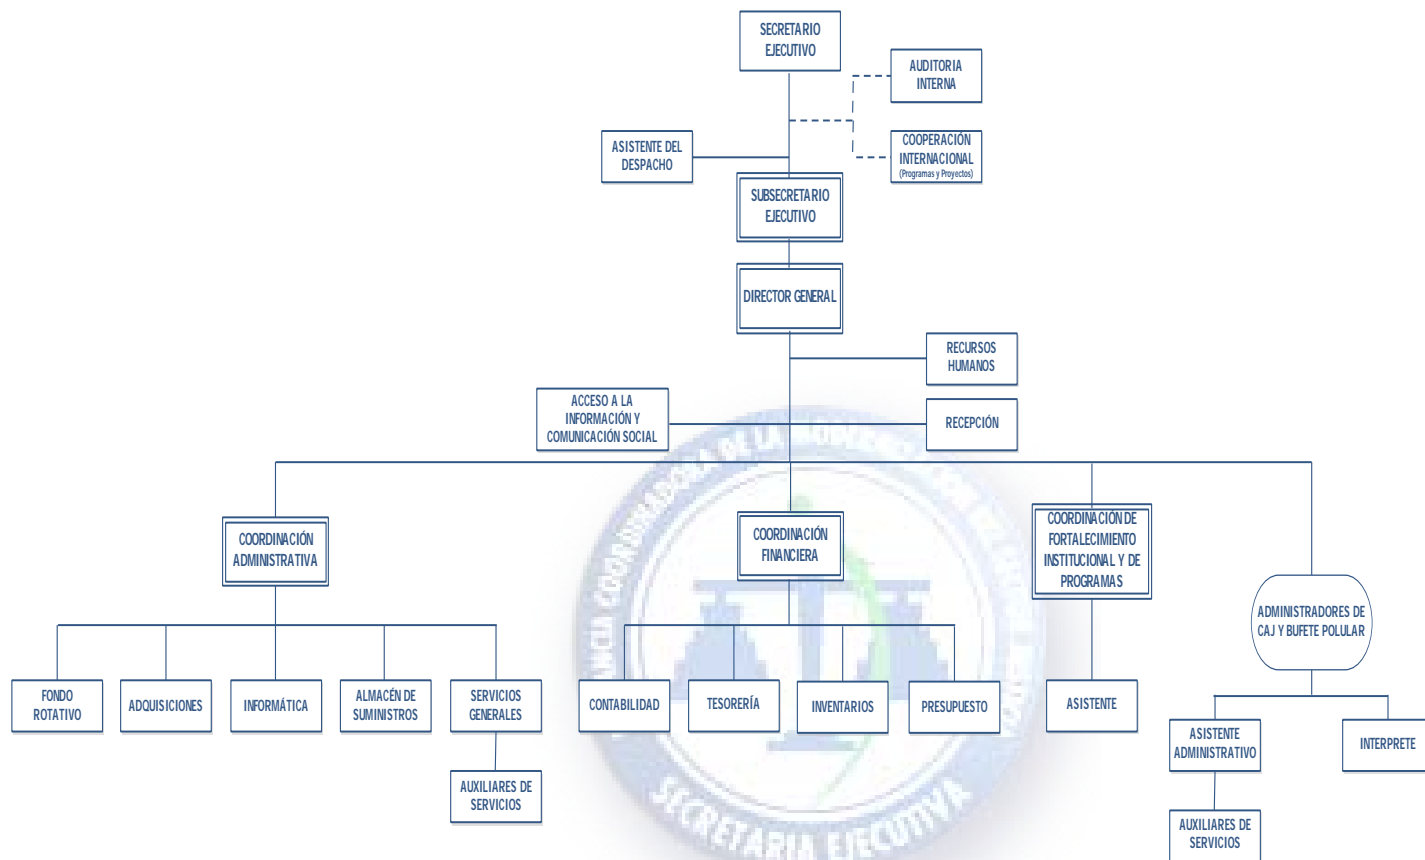 SECRETARIO
EJECUTIVO
AUDITORIA
INTERNA
ASISTENTE DEL
DESPACHO
COOPERACIÓN
INTERNACIONAL
(Programas y Proyectos)
SUBSECRETARIO
EJECUTIVO
DIRECTOR GENERAL
RECURSOS
HUMANOS
ACCESO A LA
INFORMACIÓN Y
COMUNICACIÓN SOCIAL
RECEPCIÓN
COORDINACIÓN
ADMINISTRATIVA
COORDINACIÓN
FINANCIERA
COORDINACIÓN DE
FORTALECIMIENTO
INSTITUCIONAL Y DE
PROGRAMAS
ADMINISTRADORES DE
CAJ Y BUFETE POLULAR
FONDO
ROTATIVO
ADQUISICIONES
INFORMÁTICA
ALMACÉN DE
SUMINISTROS
SERVICIOS
GENERALES
CONTABILIDAD
TESORERÍA
INVENTARIOS
PRESUPUESTO
ASISTENTE
ASISTENTE
ADMINISTRATIVO
INTERPRETE
AUXILIARES DE
SERVICIOS
AUXILIARES DE
SERVICIOS
COORDINADORA DE LA
SECRETARIA EJECUTIVA